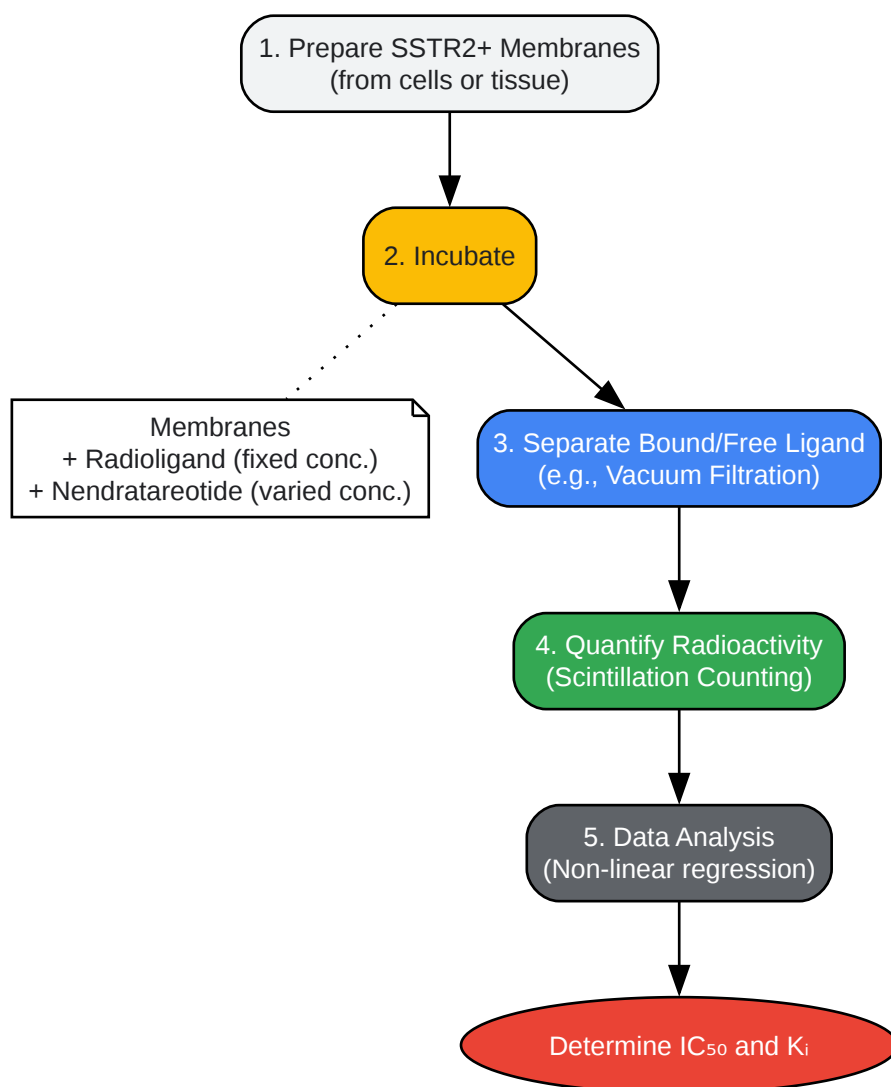 1. Prepare SSTR2+ Membranes
(from cells or tissue)
2. Incubate
Membranes
+ Radioligand (fixed conc.)
+ Nendratareotide (varied conc.)
3. Separate Bound/Free Ligand
(e.g., Vacuum Filtration)
4. Quantify Radioactivity
(Scintillation Counting)
5. Data Analysis
(Non-linear regression)
Determine IC₅₀ and Kᵢ